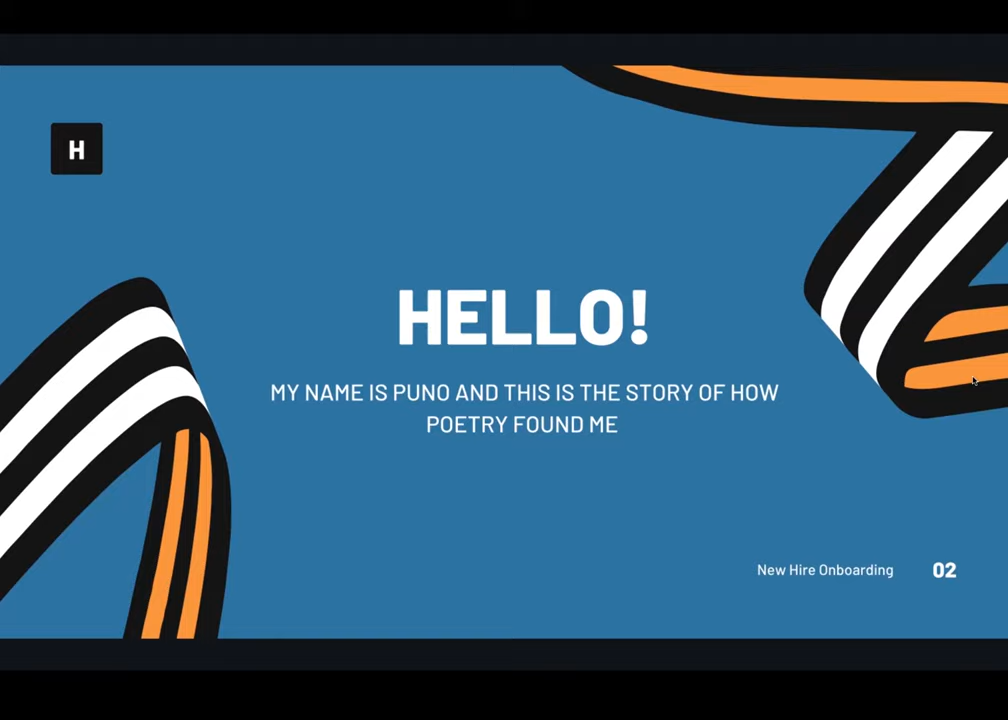 H
HELLO!
MY NAME IS PUNO AND THIS IS THE STORY OF HOW
POETRY FOUND ME
New Hire Onboarding 02